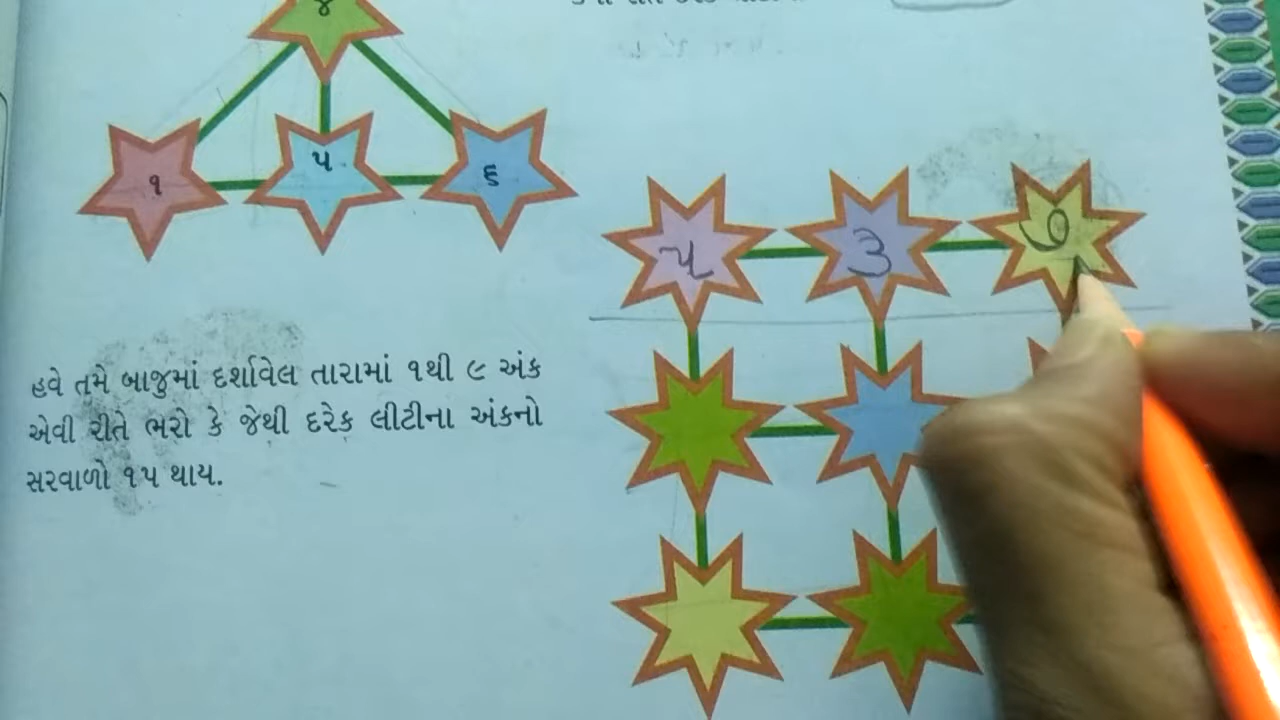 ૪
૧ ૫ ૬
૫ ૩ ૭
હવે તમે બાજુમાં દર્શાવેલ તારામાં ૧થી ૯ અંક
એવી રીતે ભરો કે જેથી દરેક લીટીના અંકનો
સરવાળો ૧૫ થાય.